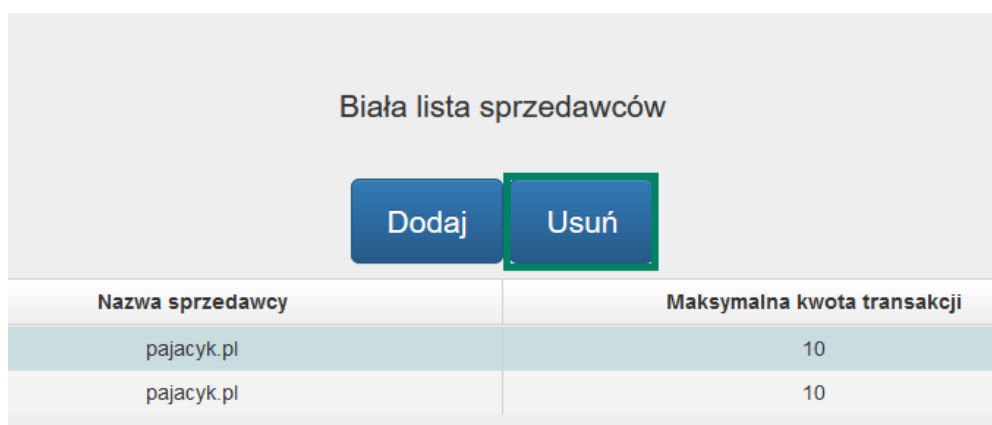 Biała lista sprzedawców
Dodaj Usuń
Nazwa sprzedawcy Maksymalna kwota transakcji
pajacyk.pl 10
pajacyk.pl 10